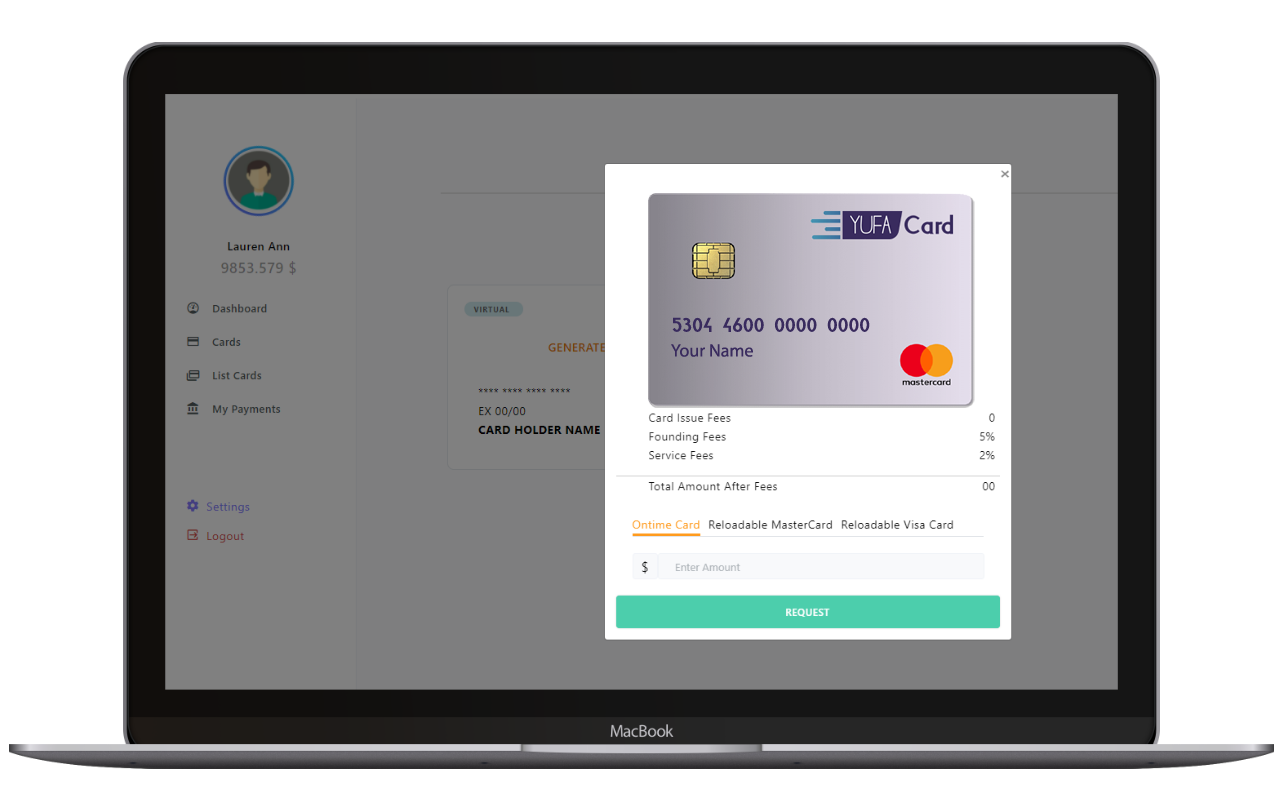 Lauren Ann
9853.579 $
Dashboard
Cards
List Cards
My Payments
Settings
Logout
VIRTUAL
GENERATE
**** **** **** ****
EX 00/00
CARD HOLDER NAME
×
YUFA Card
5304 4600 0000 0000
Your Name
mastercard
Card Issue Fees 0
Founding Fees 5%
Service Fees 2%
Total Amount After Fees 00
Ontime Card Reloadable MasterCard Reloadable Visa Card
$ Enter Amount
REQUEST
MacBook